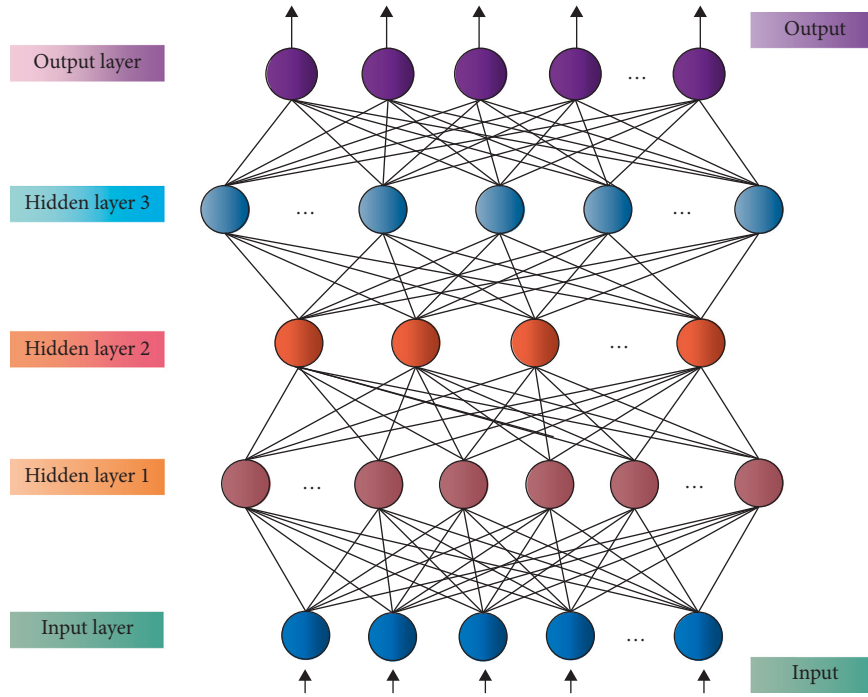 Output
Output layer
...
Hidden layer 3
... ...
Hidden layer 2
...
Hidden layer 1
... ...
Input layer
...
Input